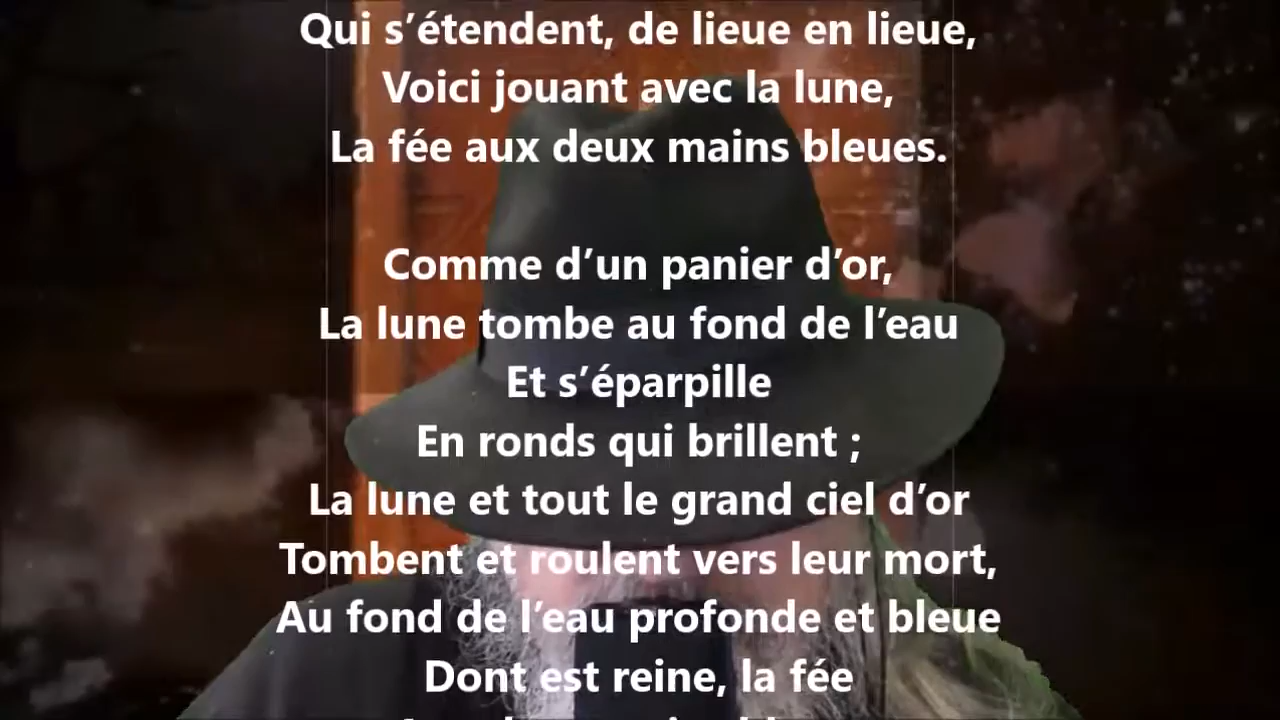 Qui s’étendent, de lieue en lieue,
Voici jouant avec la lune,
La fée aux deux mains bleues.
Comme d’un panier d’or,
La lune tombe au fond de l’eau
Et s’éparpille
En ronds qui brillent ;
La lune et tout le grand ciel d’or
Tombent et roulent vers leur mort,
Au fond de l’eau profonde et bleue
Dont est reine, la fée